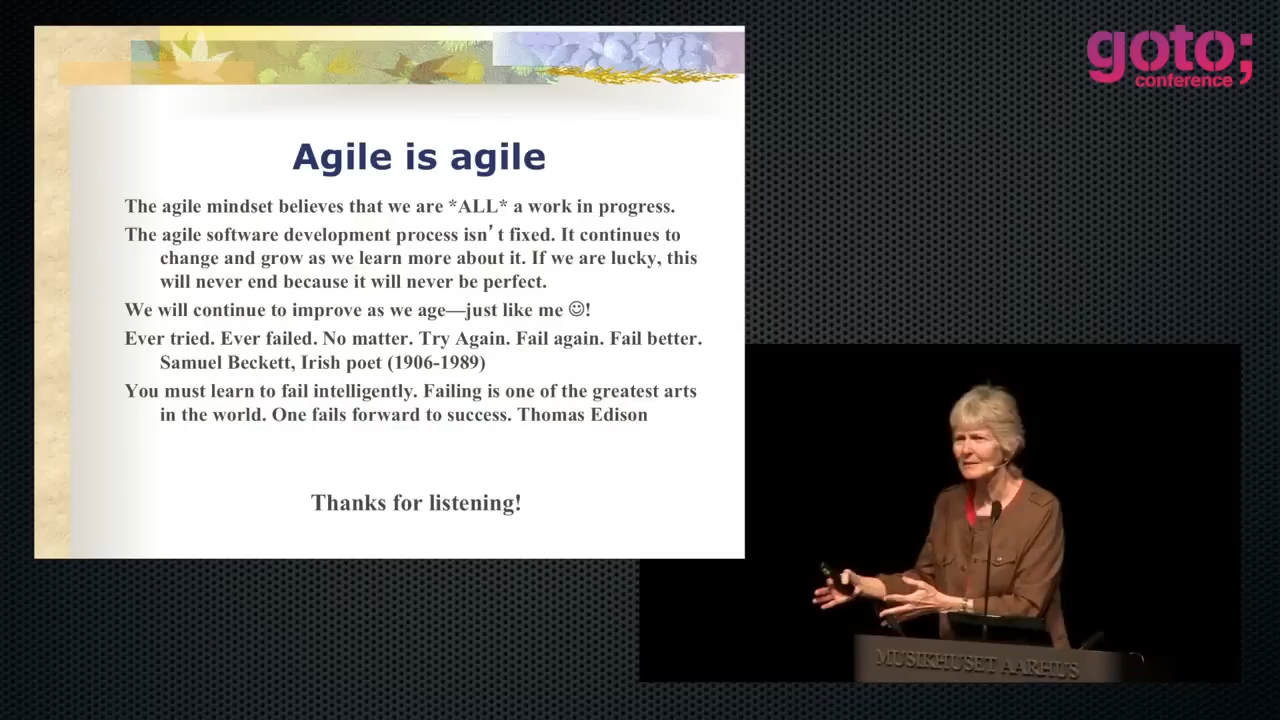 goto;
conference
Agile is agile
The agile mindset believes that we are *ALL* a work in progress.
The agile software development process isn’t fixed. It continues to
change and grow as we learn more about it. If we are lucky, this
will never end because it will never be perfect.
We will continue to improve as we age—just like me ☺!
Ever tried. Ever failed. No matter. Try Again. Fail again. Fail better.
Samuel Beckett, Irish poet (1906-1989)
You must learn to fail intelligently. Failing is one of the greatest arts
in the world. One fails forward to success. Thomas Edison
Thanks for listening!
MUSIKHUSET AARHUS